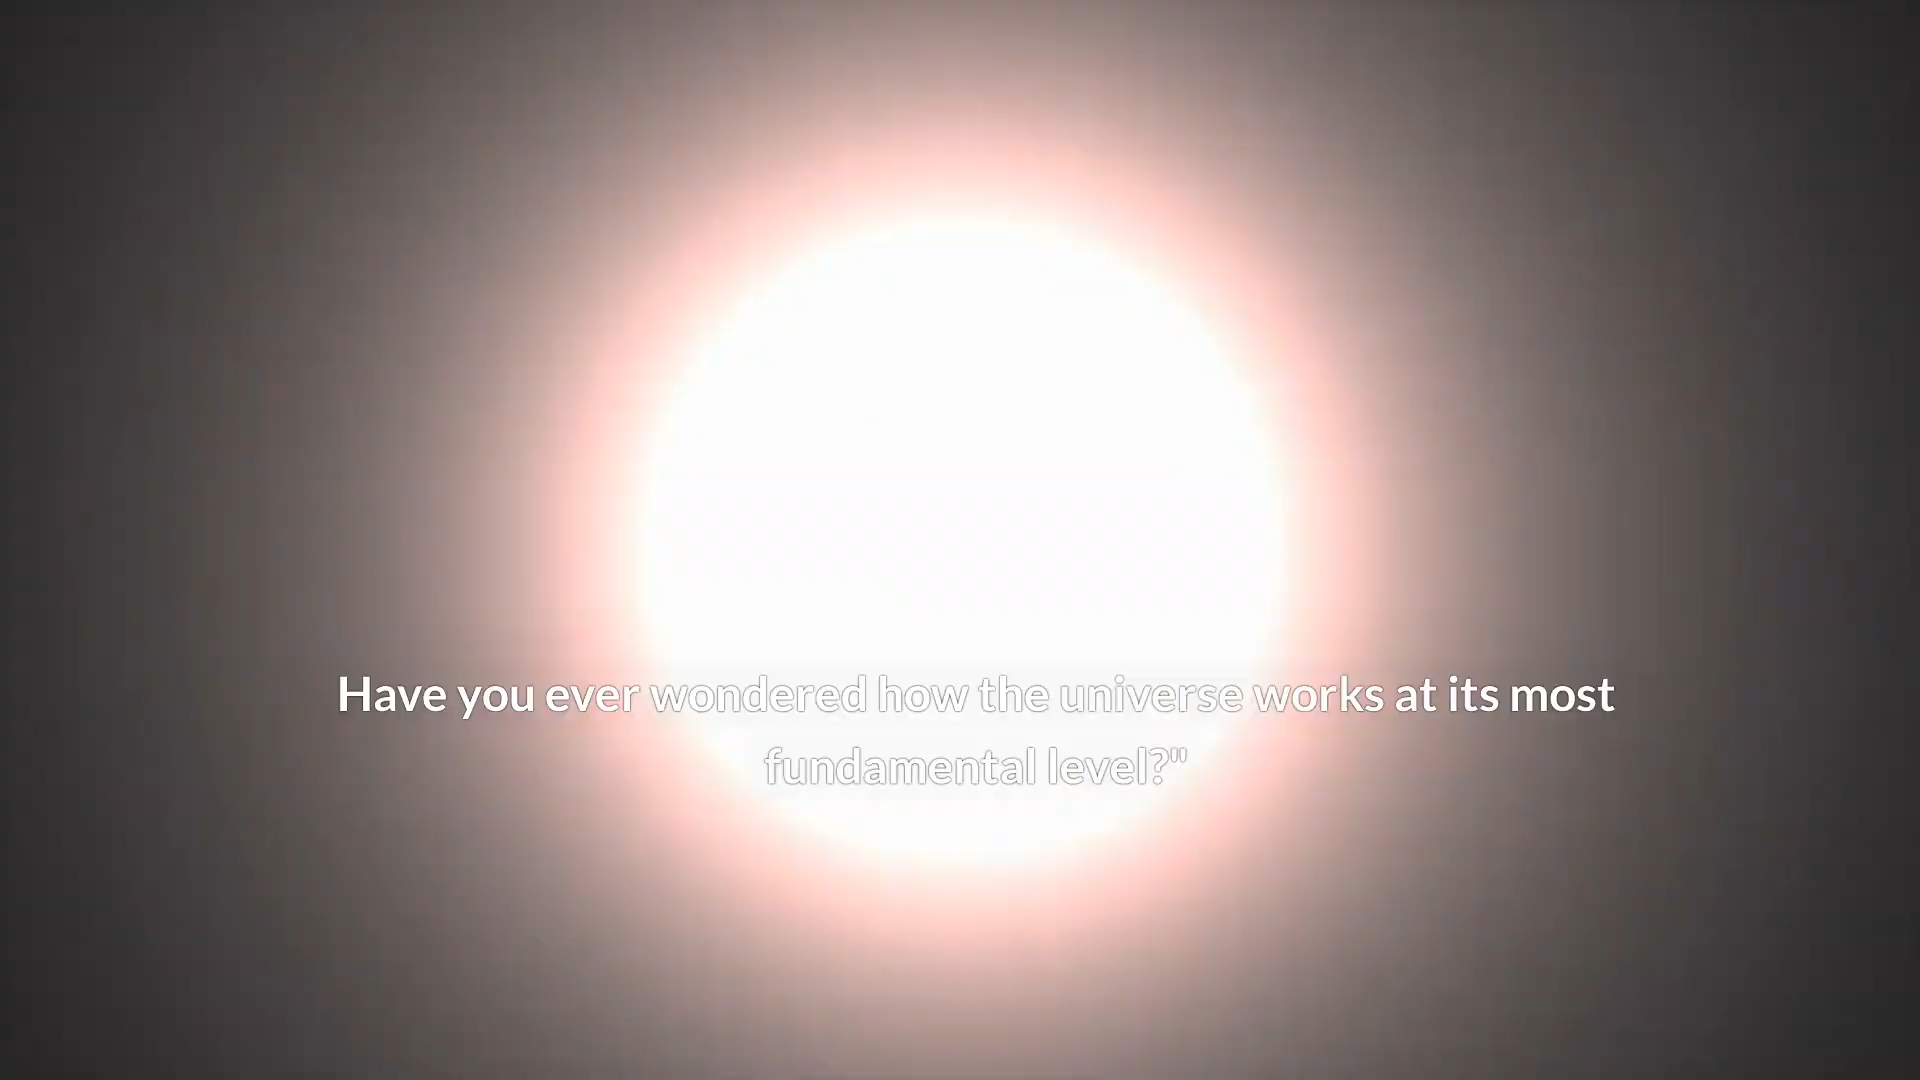 Have you ever wondered how the universe works at its most
fundamental level?"